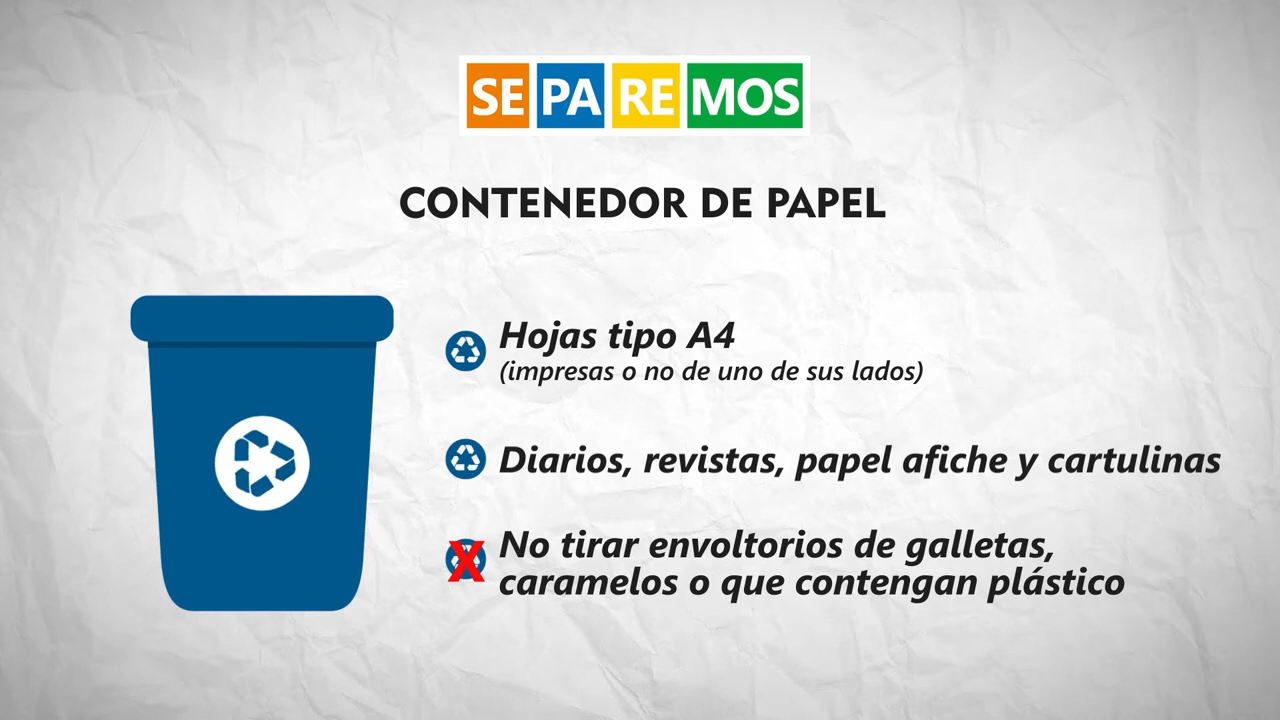 SEPAREMOS
CONTENEDOR DE PAPEL
Hojas tipo A4
(impresas o no de uno de sus lados)
Diarios, revistas, papel afiche y cartulinas
X
No tirar envoltorios de galletas,
caramelos o que contengan plástico